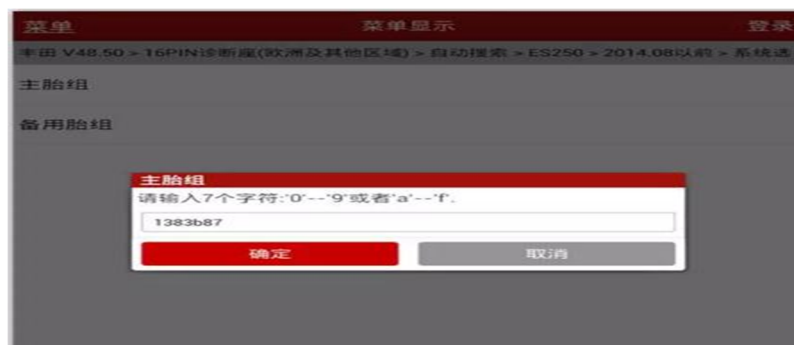 菜单 菜单显示 登录
丰田 V48.50 > 16PIN诊断座(欧洲及其他区域) > 自动搜索 > ES250 > 2014.08以前 > 系统选
主胎组
备用胎组
主胎组
请输入7个字符:'0'--'9'或者'a'--'f'.
1383b87
确定 取消